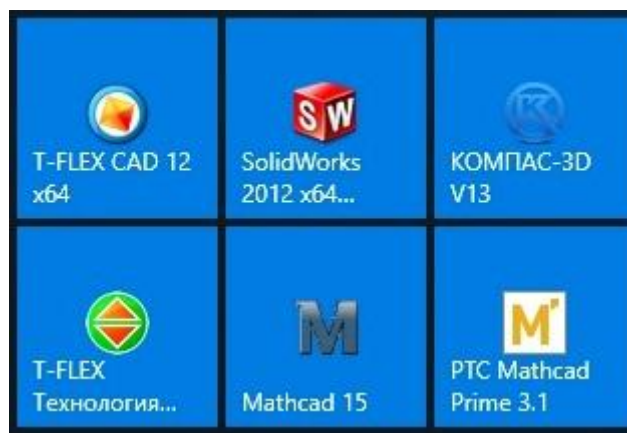 SW
T-FLEX CAD 12
x64
SolidWorks
2012 x64...
КОМПАС-3D
V13
T-FLEX
Технология...
M
Mathcad 15
M'
PTC Mathcad
Prime 3.1